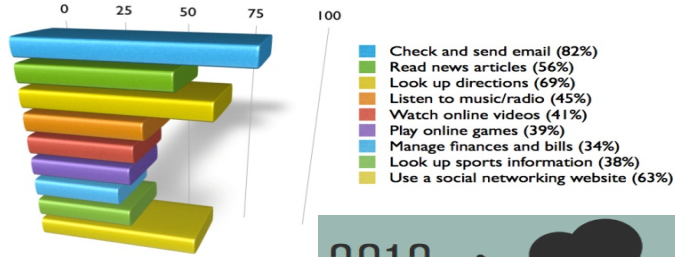 0 25 50 75 100
Check and send email (82%)
Read news articles (56%)
Look up directions (69%)
Listen to music/radio (45%)
Watch online videos (41%)
Play online games (39%)
Manage finances and bills (34%)
Look up sports information (38%)
Use a social networking website (63%)